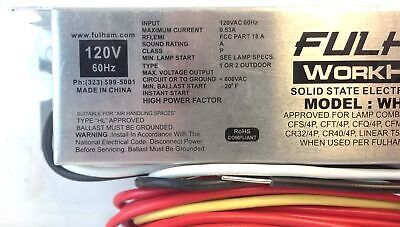 www.fulham.com
120V
60Hz
Ph:(323) 599-5001
MADE IN CHINA
INPUT 120VAC 60Hz
MAXIMUM CURRENT 0.53A
RFI/EMI FCC PART 18 A
SOUND RATING A
CLASS P
MIN. LAMP START SEE LAMP SPECS.
TYPE 1 OR 2 OUTDOOR
MAX. VOLTAGE OUTPUT
CIRCUIT OR TO GROUND < 600VAC
MIN. BALLAST START -20°F
INSTANT START
HIGH POWER FACTOR
FULH
WORKH
SOLID STATE ELECTR
MODEL : WH
APPROVED FOR LAMP COMB
CFS/4P, CFT/4P, CFQ/4P, CFM
CR32/4P, CR40/4P, LINEAR T5
WHEN USED PER FULHAM
SUITABLE FOR "AIR HANDLING SPACES"
TYPE "HL" APPROVED
BALLAST MUST BE GROUNDED
WARNING: Install In Accordance With The
National Electrical Code. Disconnect Power
Before Servicing. Ballast Must Be Grounded.
RoHS
COMPLIANT